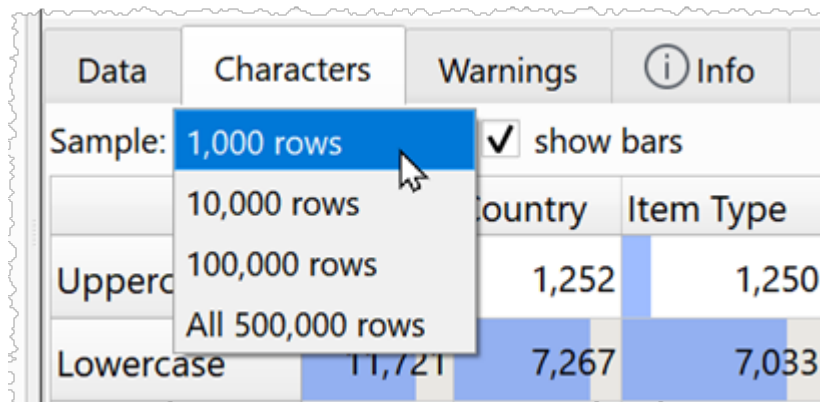 Data Characters Warnings Info
Sample: 1,000 rows show bars
10,000 rows
Country Item Type
100,000 rows
1,252 1,250
All 500,000 rows
Lowercase 11,721 7,267 7,033